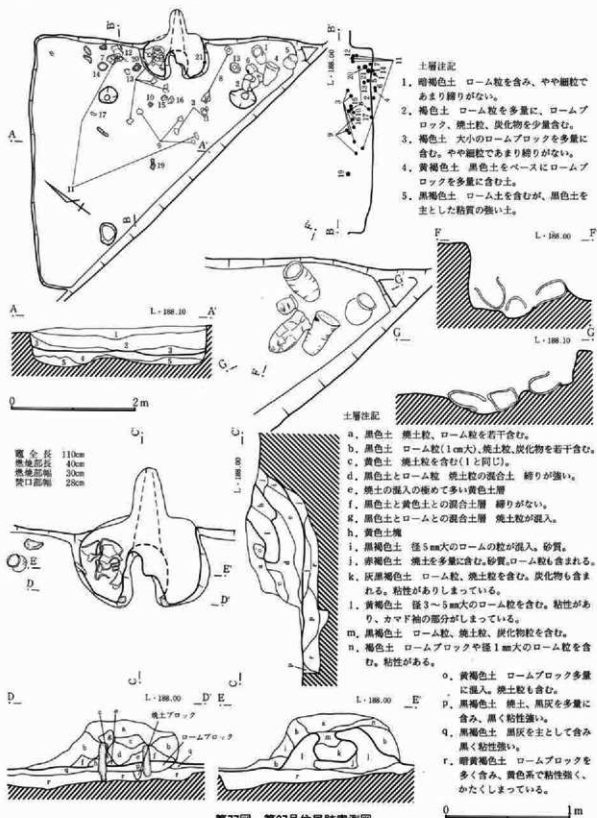 土層注記
1．暗褐色土　ローム粒を含み、やや細粒
であまり締りがない。
2．褐色土　ローム粒を多量に、ロームブ
ロック、焼土粒、炭化物を少量含む。
3．褐色土　大小のロームブロックを多量に
含む。やや細粒であまり締りがない。
4．黄褐色土　黒色土をベースにロームブ
ロックを多量に含む土。
5．黒褐色土　ローム土を含むが、黒色土を
主とした粘質の強い土。
L・188.00
L・188.10
L・188.10
0　2m
竈全長　110cm
燃焼部長　40cm
燃焼部幅　30cm
焚口部幅　28cm
L・188.00
土層注記
a．黒色土　焼土粒、ローム粒を若干含む。
b．黒色土　ローム粒(1cm大)、焼土粒、炭化物を若干含む。
c．黄色土　焼土粒を含む(1と同じ)。
d．黒色土とローム粒　焼土粒の混合土　締りが強い。
e．焼土の混入の極めて多い黄色土層
f．黒色土と黄色土との混合土層　締りがない。
g．黒色土とロームとの混合土層　焼土粒が混入。
h．黄色土塊
i．黒褐色土　径5mm大のロームの粒が混入。砂質。
j．赤褐色土　焼土を多量に含む。砂質。ローム粒も含まれる。
k．灰黒褐色土　ローム粒、焼土粒を含む。炭化物も含ま
れる。粘性がありしまっている。
l．黄褐色土　径3～5mm大のローム粒を含む。粘性があ
り、カマド袖の部分がしまっている。
m．黒褐色土　ローム粒、焼土粒、炭化物粒を含む。
n．褐色土　ロームブロックや径1mm大のローム粒を含
む。粘性がある。
o．黄褐色土　ロームブロック多量
に混入。焼土粒も含む。
p．黒褐色土　焼土、黒灰を多量に
含み、黒く粘性強い。
q．黒褐色土　黒灰を主として含み
黒く粘性強い。
r．暗黄褐色土　ロームブロックを
多く含み、黄色系で粘性強く、
かたくしまっている。
D　L・188.00　D′
E　L・188.00　E′
焼土ブロック
ロームブロック
0　1m